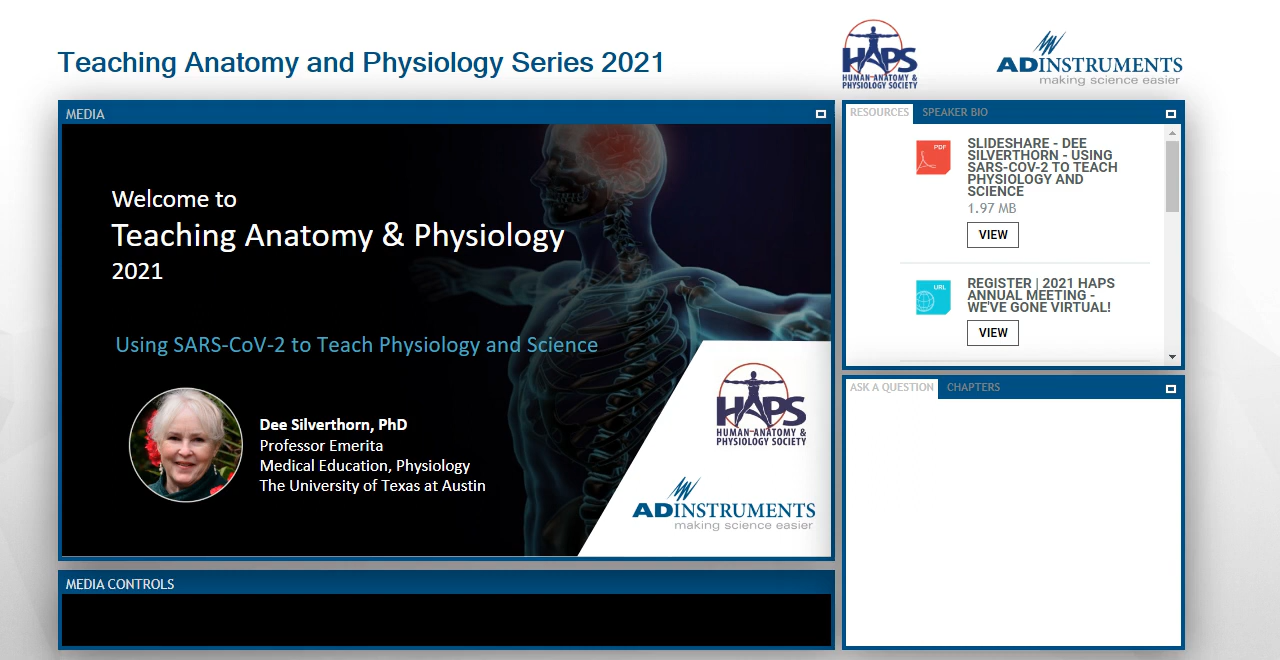 Teaching Anatomy and Physiology Series 2021
HAPS
HUMAN ANATOMY &
PHYSIOLOGY SOCIETY
ADINSTRUMENTS
making science easier
MEDIA
Welcome to
Teaching Anatomy & Physiology
2021
Using SARS-CoV-2 to Teach Physiology and Science
Dee Silverthorn, PhD
Professor Emerita
Medical Education, Physiology
The University of Texas at Austin
HAPS
HUMAN ANATOMY &
PHYSIOLOGY SOCIETY
ADINSTRUMENTS
making science easier
MEDIA CONTROLS
RESOURCES SPEAKER BIO
PDF
SLIDESHARE - DEE
SILVERTHORN - USING
SARS-COV-2 TO TEACH
PHYSIOLOGY AND
SCIENCE
1.97 MB
VIEW
URL
REGISTER | 2021 HAPS
ANNUAL MEETING -
WE'VE GONE VIRTUAL!
VIEW
ASK A QUESTION CHAPTERS